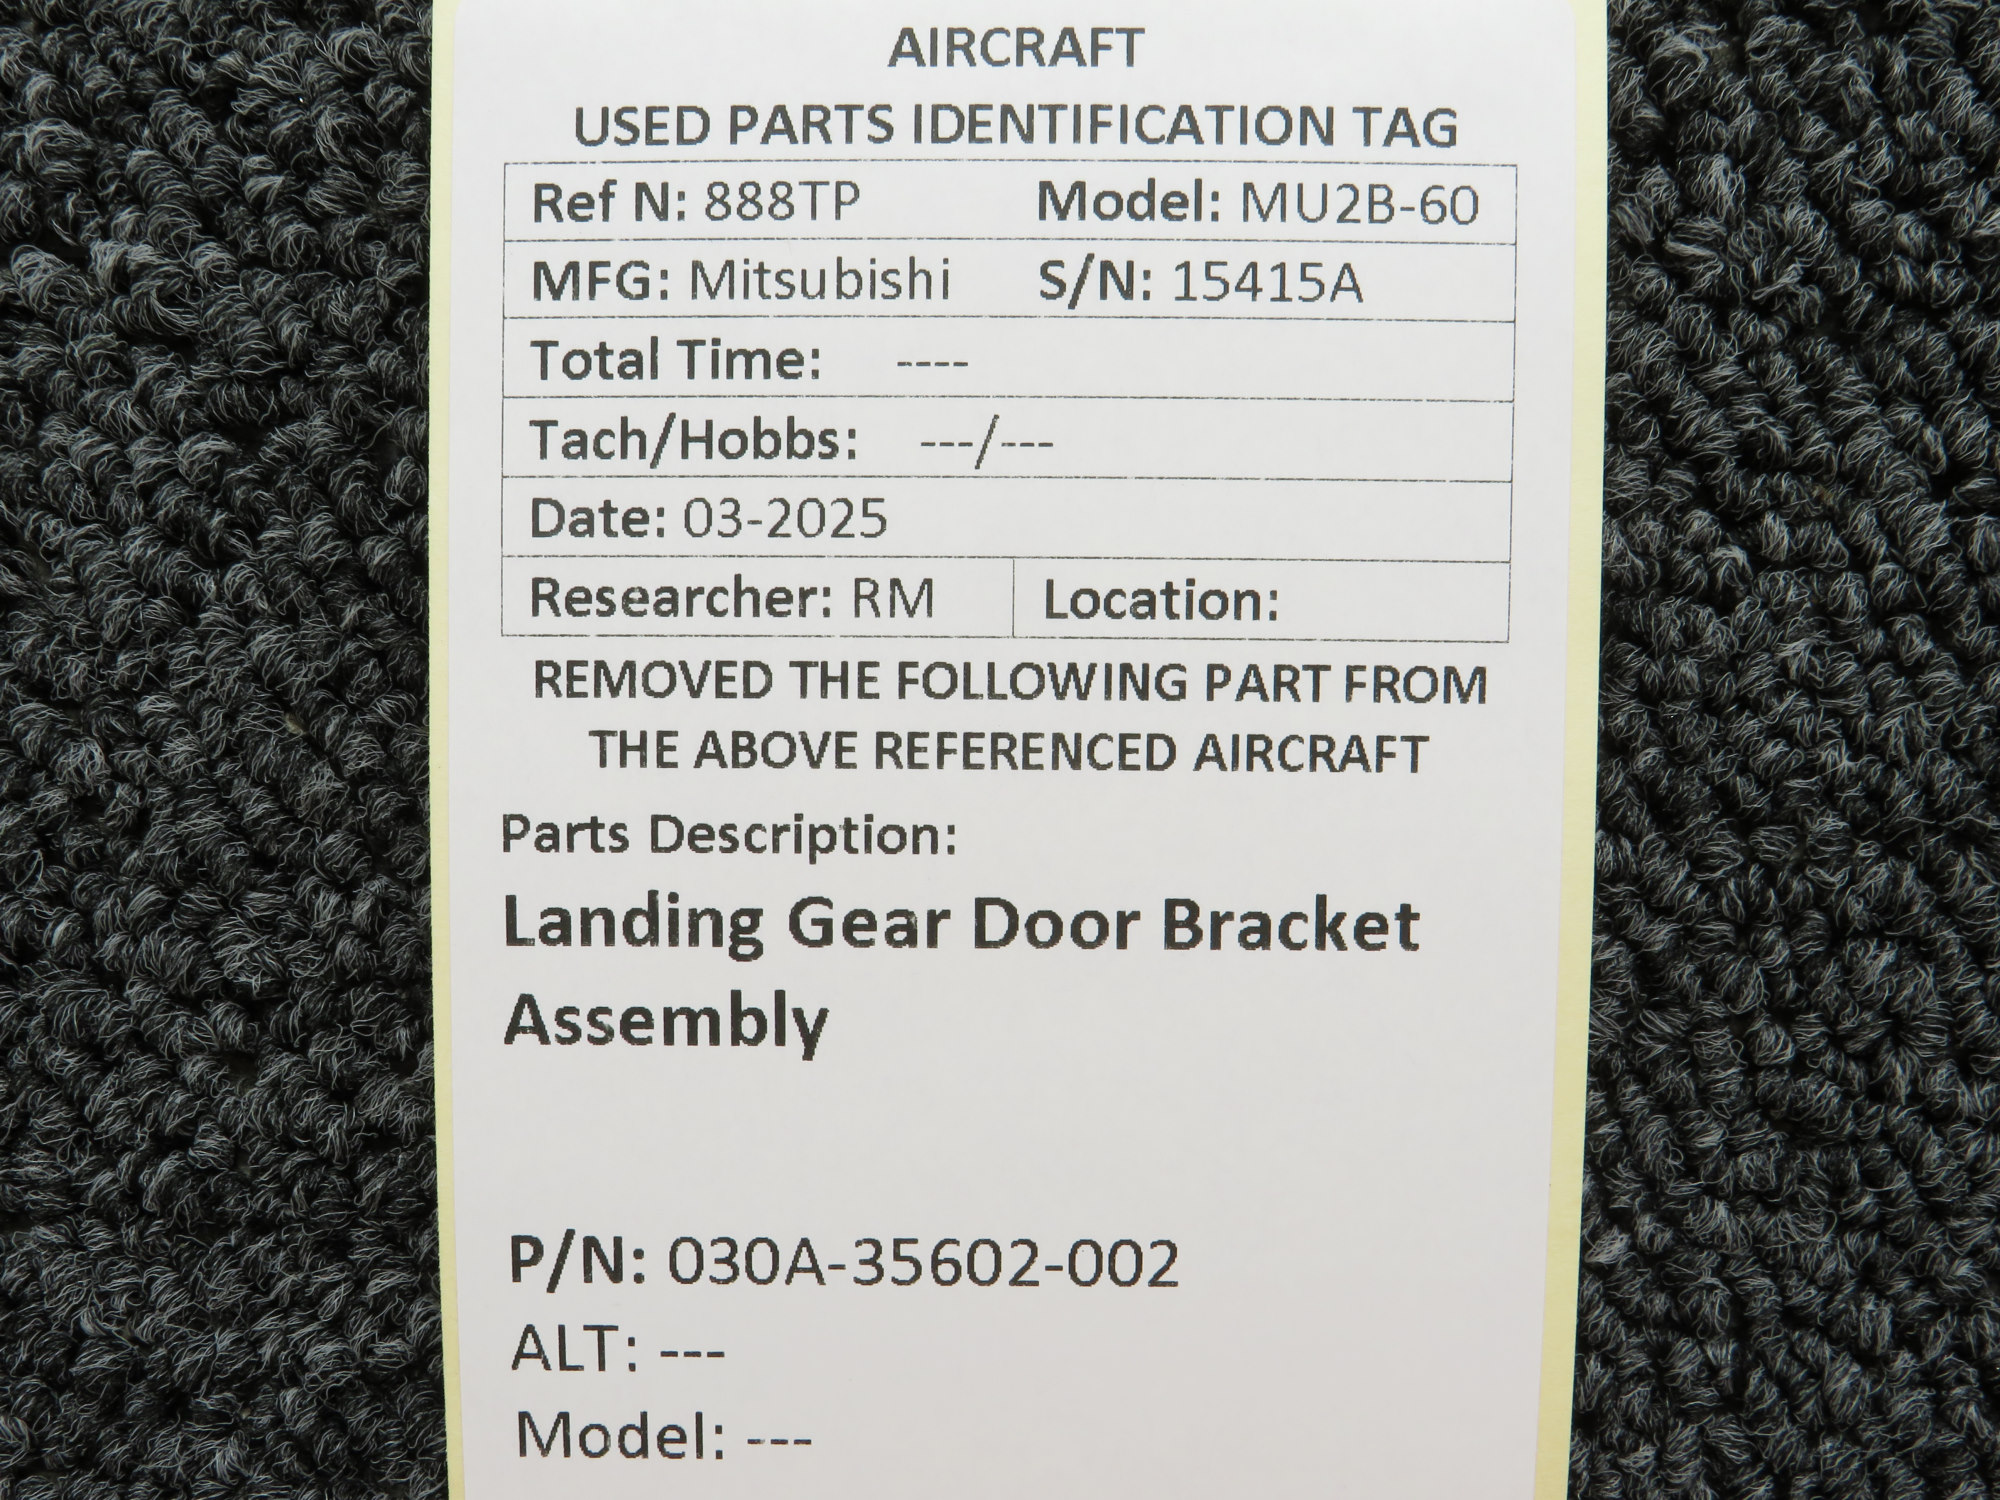 AIRCRAFT
USED PARTS IDENTIFICATION TAG
Ref N: 888TP Model: MU2B-60
MFG: Mitsubishi S/N: 15415A
Total Time: ----
Tach/Hobbs: ---/---
Date: 03-2025
Researcher: RM Location:
REMOVED THE FOLLOWING PART FROM
THE ABOVE REFERENCED AIRCRAFT
Parts Description:
Landing Gear Door Bracket
Assembly
P/N: 030A-35602-002
ALT: ---
Model: ---